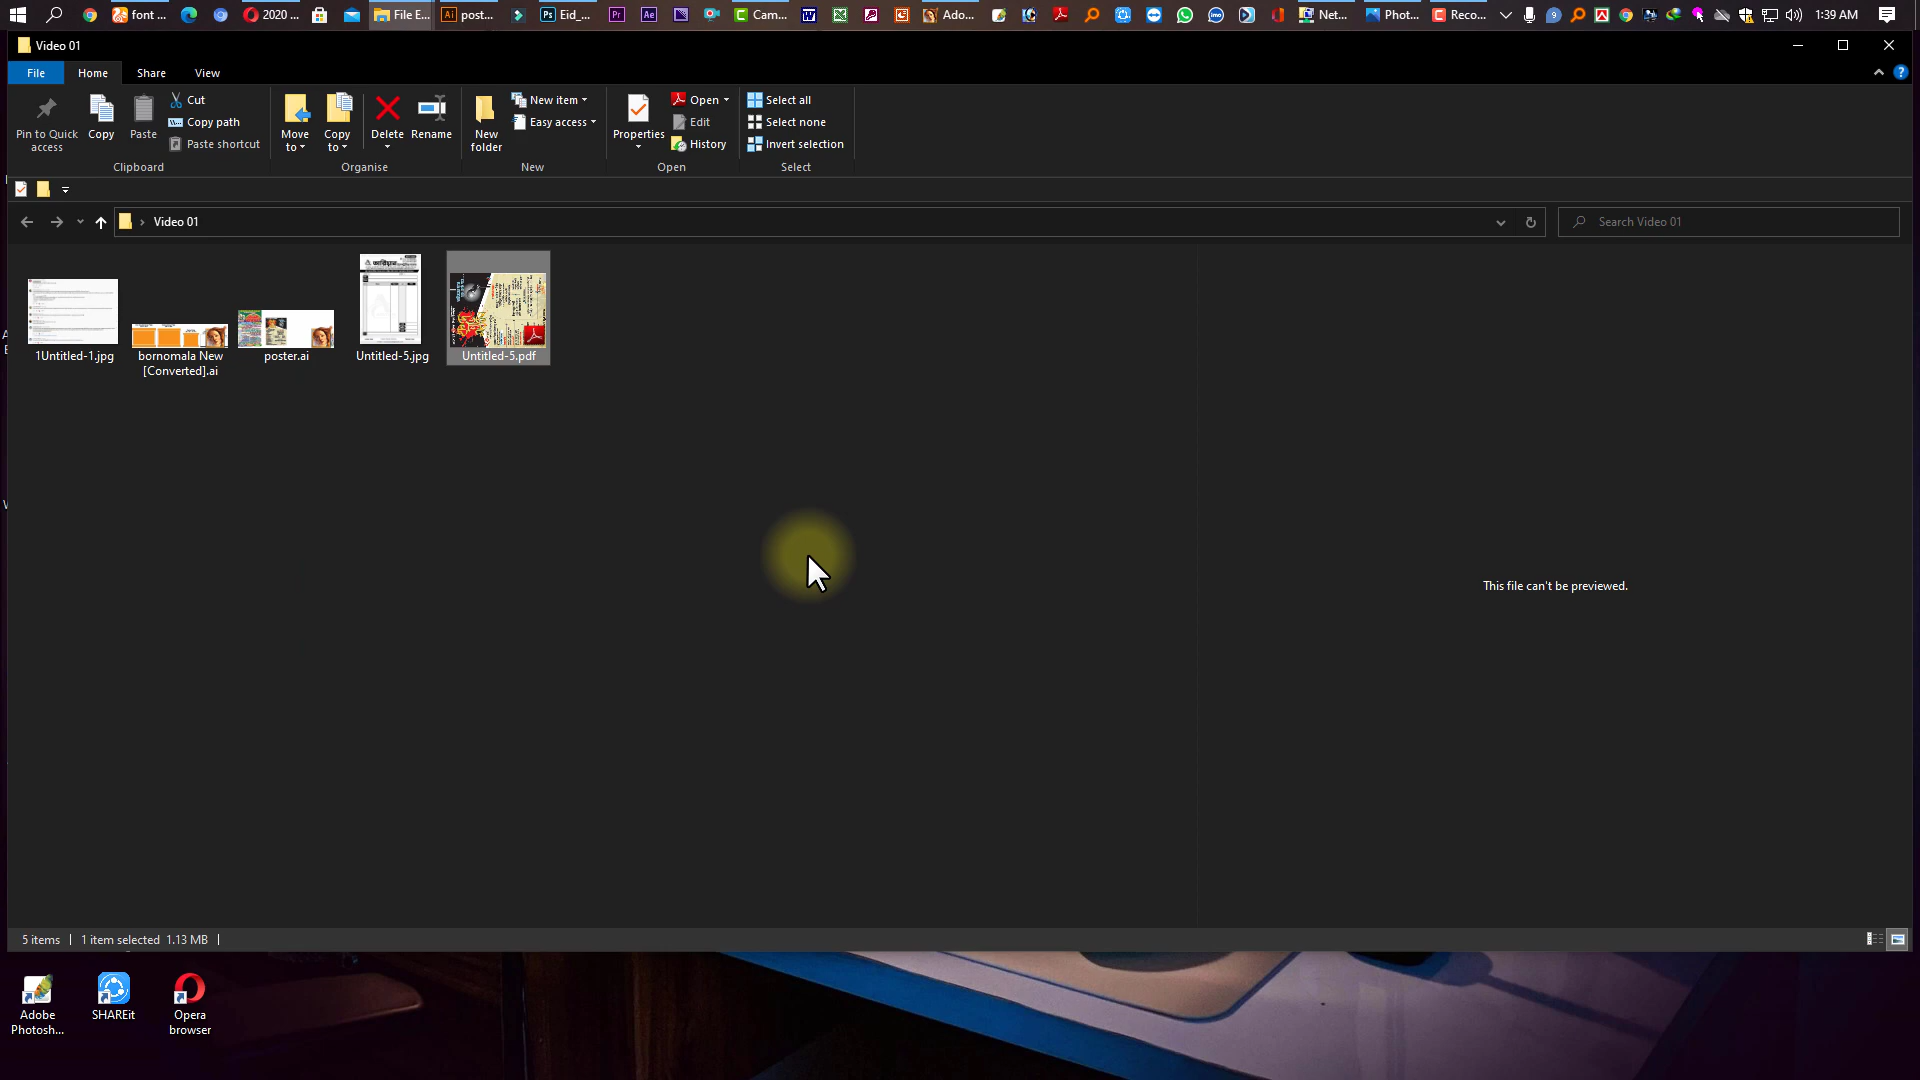 font ...
2020 ...
File E...
post...
Eid_...
Cam...
Ado...
Net...
Phot...
Reco...
1:39 AM
Video 01
File
Home
Share
View
Pin to Quick
access
Copy
Paste
Cut
Copy path
Paste shortcut
Clipboard
Move
to
Copy
to
Delete
Rename
Organise
New
folder
New item
Easy access
New
Properties
Open
Edit
History
Open
Select all
Select none
Invert selection
Select
Video 01
Search Video 01
1Untitled-1.jpg
bornomala New
[Converted].ai
poster.ai
Untitled-5.jpg
Untitled-5.pdf
This file can't be previewed.
5 items
1 item selected 1.13 MB
Adobe
Photosh...
SHAREit
Opera
browser